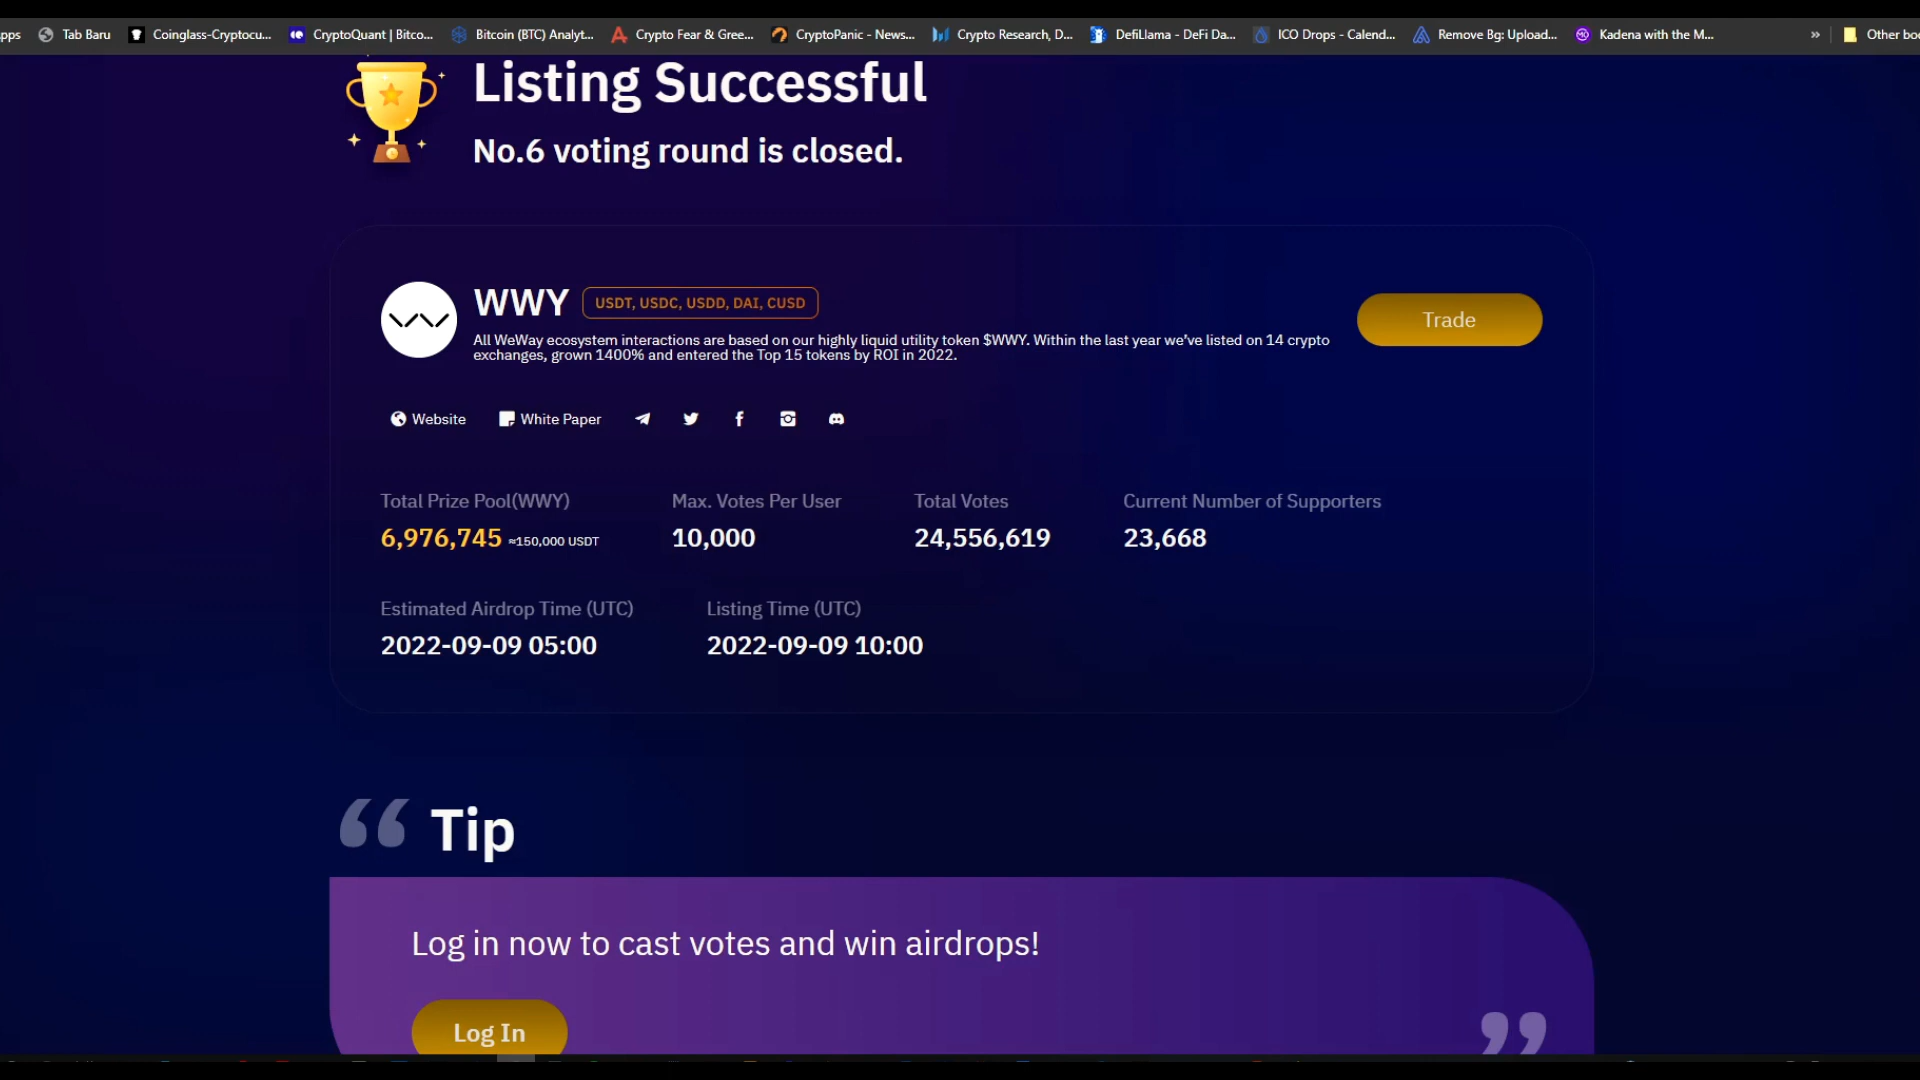 pps Tab Baru Coinglass-Cryptocu... CryptoQuant | Bitco... Bitcoin (BTC) Analyt... Crypto Fear & Gree... CryptoPanic - News... Crypto Research, D... DefiLlama - DeFi Da... ICO Drops - Calend... Remove Bg: Upload... Kadena with the M... » Other boo
Listing Successful
No.6 voting round is closed.
WWY USDT, USDC, USDD, DAI, CUSD
All WeWay ecosystem interactions are based on our highly liquid utility token $WWY. Within the last year we've listed on 14 crypto
exchanges, grown 1400% and entered the Top 15 tokens by ROI in 2022.
Trade
Website White Paper
Total Prize Pool(WWY) Max. Votes Per User Total Votes Current Number of Supporters
6,976,745 ≈150,000 USDT 10,000 24,556,619 23,668
Estimated Airdrop Time (UTC) Listing Time (UTC)
2022-09-09 05:00 2022-09-09 10:00
“ Tip
Log in now to cast votes and win airdrops!
Log In ”